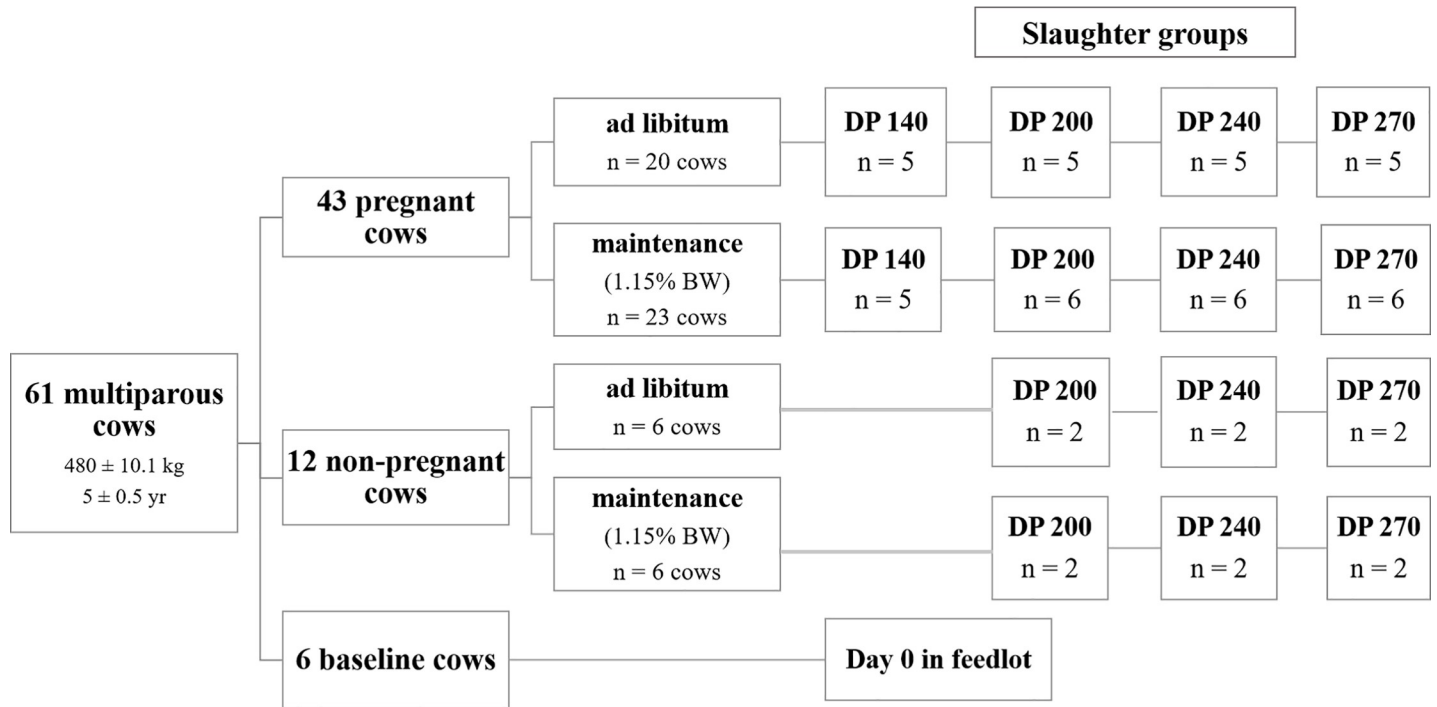 Slaughter groups
ad libitum
n = 20 cows
DP 140
n = 5
DP 200
n = 5
DP 240
n = 5
DP 270
n = 5
43 pregnant
cows
maintenance
(1.15% BW)
n = 23 cows
DP 140
n = 5
DP 200
n = 6
DP 240
n = 6
DP 270
n = 6
61 multiparous
cows
480 ± 10.1 kg
5 ± 0.5 yr
ad libitum
n = 6 cows
DP 200
n = 2
DP 240
n = 2
DP 270
n = 2
12 non-pregnant
cows
maintenance
(1.15% BW)
n = 6 cows
DP 200
n = 2
DP 240
n = 2
DP 270
n = 2
6 baseline cows
Day 0 in feedlot